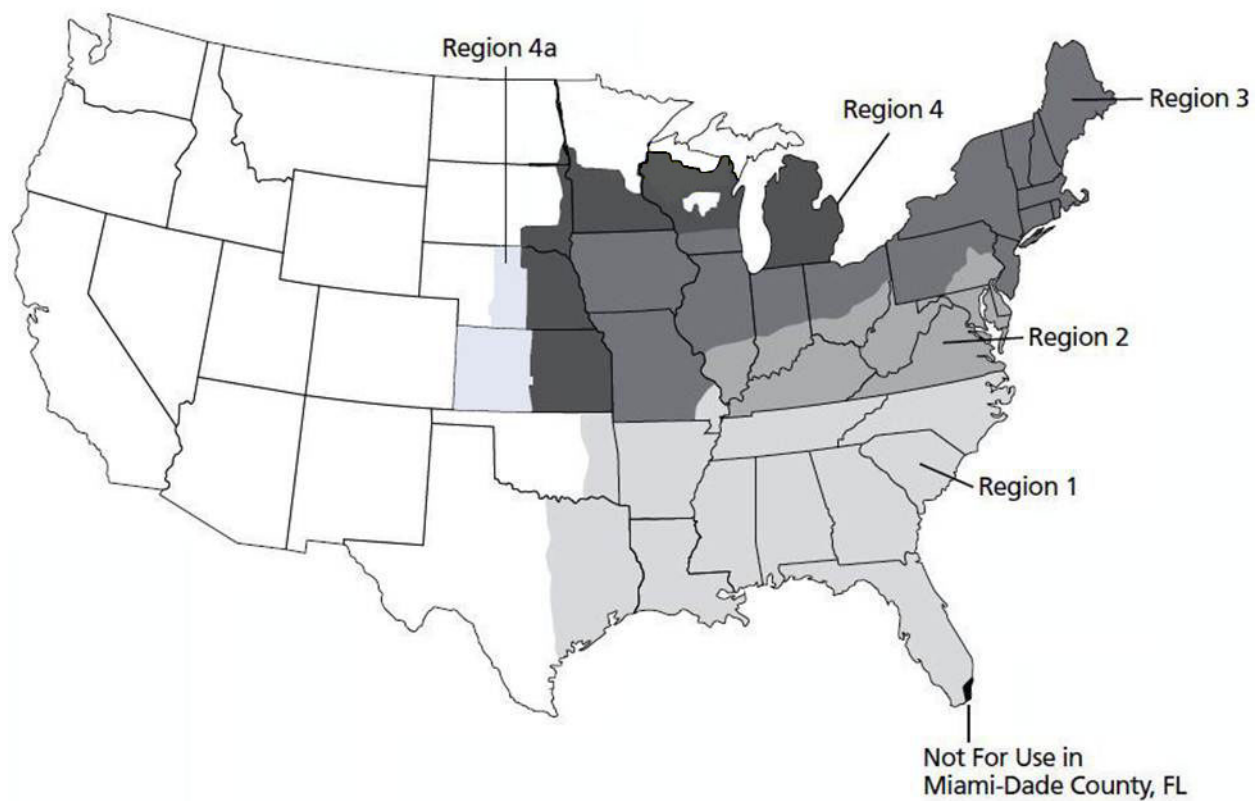 Region 4a
Region 4
Region 3
Region 2
Region 1
Not For Use in
Miami-Dade County, FL